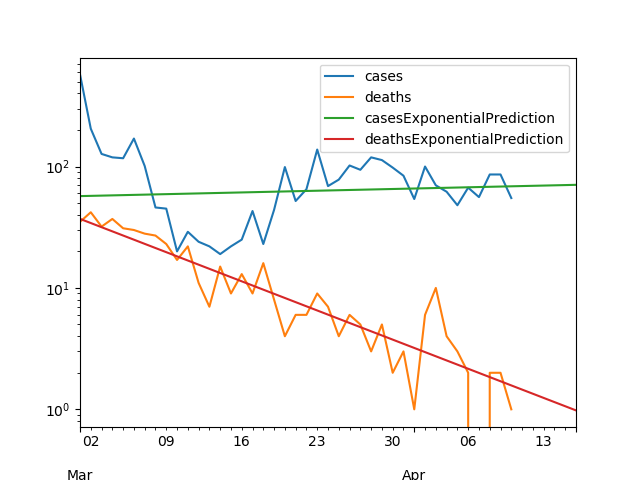 cases
deaths
casesExponentialPrediction
deathsExponentialPrediction
10²
10¹
10⁰
02 09 16 23 30 06 13
Mar Apr